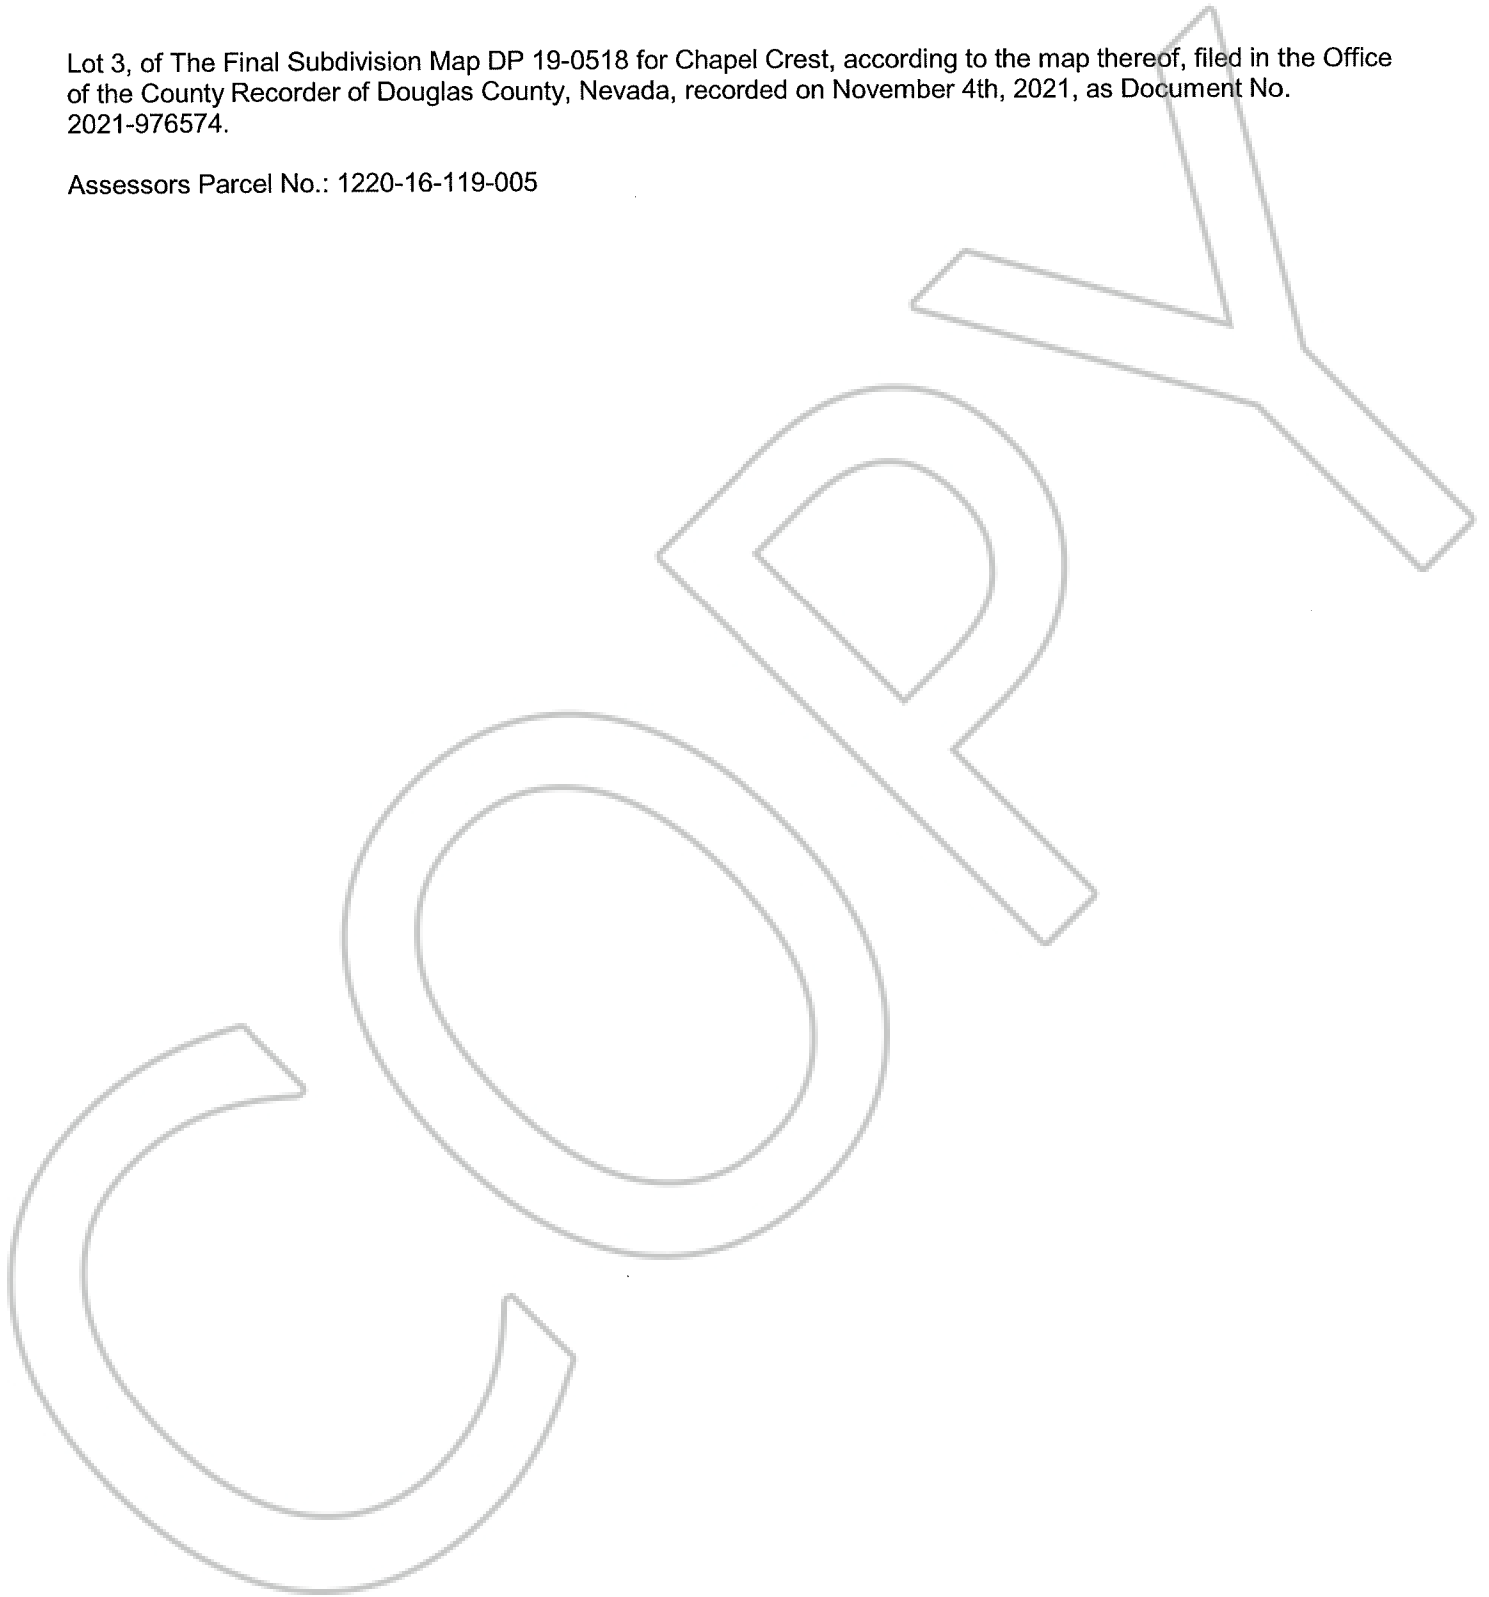 Lot 3, of The Final Subdivision Map DP 19-0518 for Chapel Crest, according to the map thereof, filed in the Office
of the County Recorder of Douglas County, Nevada, recorded on November 4th, 2021, as Document No.
2021-976574.
Assessors Parcel No.: 1220-16-119-005
COPY